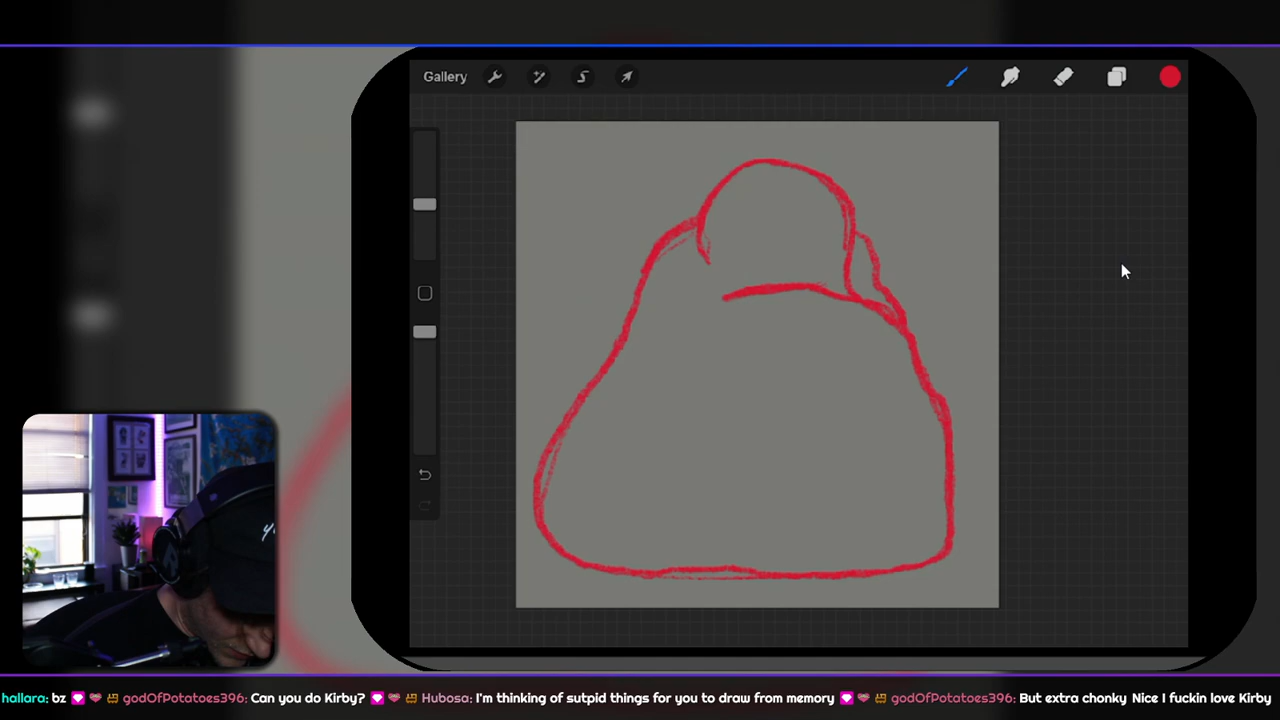 Gallery
hallara: bz godOfPotatoes396: Can you do Kirby? Hubosa: I'm thinking of sutpid things for you to draw from memory godOfPotatoes396: But extra chonky Nice I fuckin love Kirby